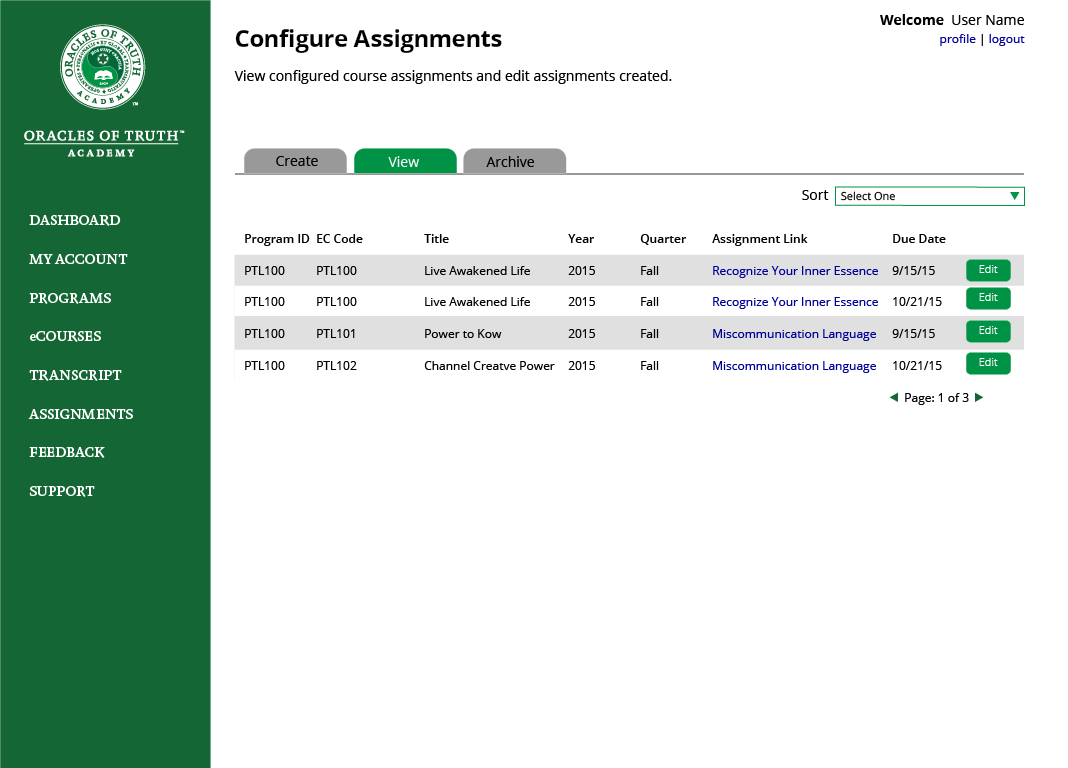 Welcome User Name
profile | logout
Configure Assignments
View configured course assignments and edit assignments created.
ORACLES OF TRUTH
ACADEMY
™
ORACLES OF TRUTH™
ACADEMY
DASHBOARD
MY ACCOUNT
PROGRAMS
eCOURSES
TRANSCRIPT
ASSIGNMENTS
FEEDBACK
SUPPORT
Create View Archive
Sort Select One
Program ID EC Code Title Year Quarter Assignment Link Due Date
PTL100 PTL100 Live Awakened Life 2015 Fall Recognize Your Inner Essence 9/15/15 Edit
PTL100 PTL100 Live Awakened Life 2015 Fall Recognize Your Inner Essence 10/21/15 Edit
PTL100 PTL101 Power to Kow 2015 Fall Miscommunication Language 9/15/15 Edit
PTL100 PTL102 Channel Creatve Power 2015 Fall Miscommunication Language 10/21/15 Edit
Page: 1 of 3